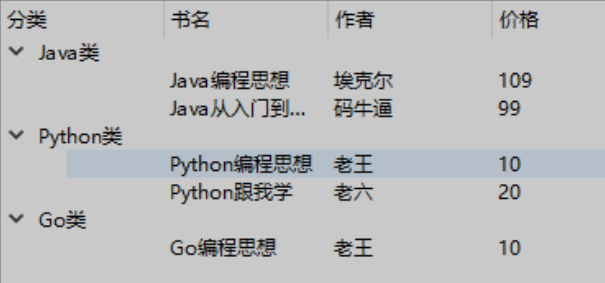 分类 书名 作者 价格
Java类
Java编程思想 埃克尔 109
Java从入门到... 码牛逼 99
Python类
Python编程思想 老王 10
Python跟我学 老六 20
Go类
Go编程思想 老王 10